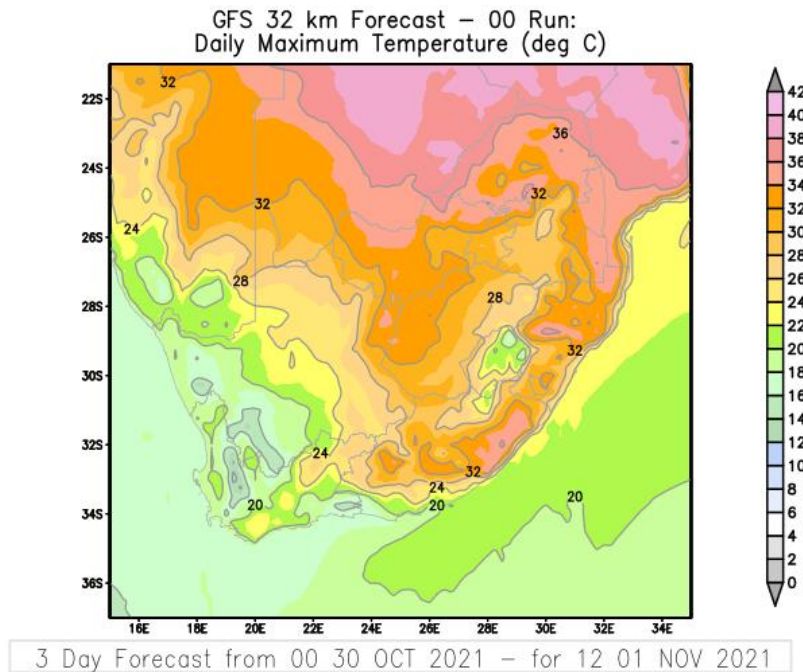 GFS 32 km Forecast – 00 Run:
Daily Maximum Temperature (deg C)
22S
24S
26S
28S
30S
32S
34S
36S
16E
18E
20E
22E
24E
26E
28E
30E
32E
34E
32
36
32
32
24
28
28
32
24
32
24
20
20
20
42
40
38
36
34
32
30
28
26
24
22
20
18
16
14
12
10
8
6
4
2
0
3 Day Forecast from 00 30 OCT 2021 – for 12 01 NOV 2021